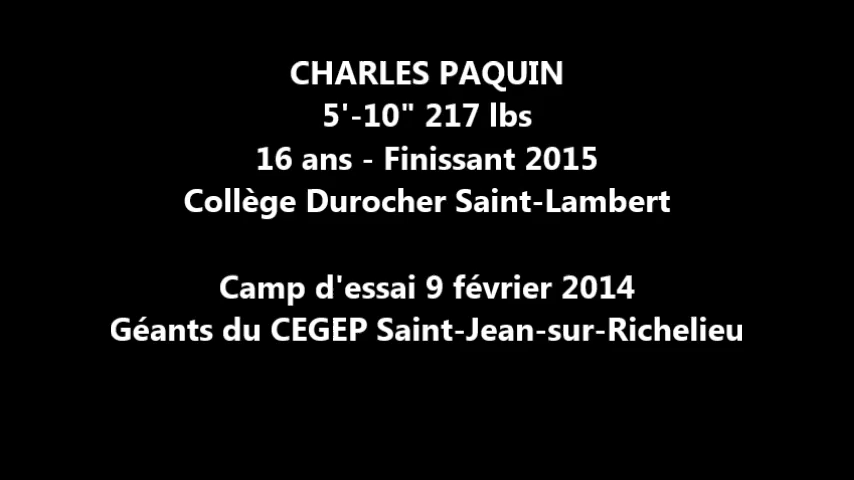 CHARLES PAQUIN
5'-10" 217 lbs
16 ans - Finissant 2015
Collège Durocher Saint-Lambert
Camp d'essai 9 février 2014
Géants du CEGEP Saint-Jean-sur-Richelieu